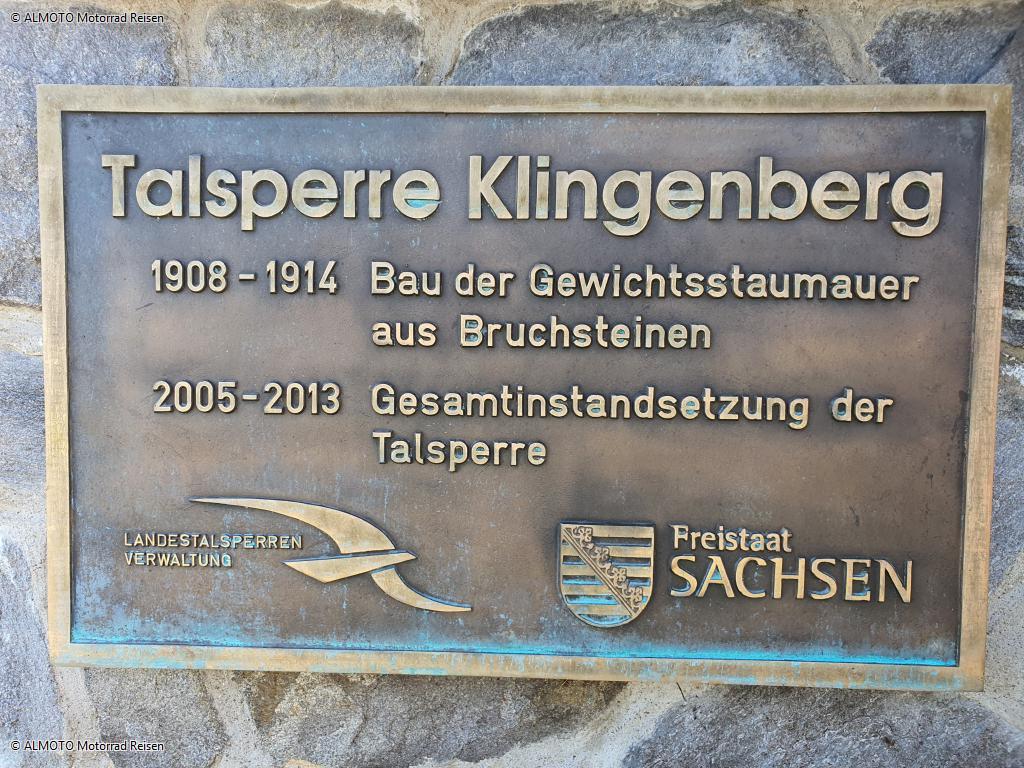 © ALMOTO Motorrad Reisen
Talsperre Klingenberg
1908 - 1914 Bau der Gewichtsstaumauer
aus Bruchsteinen
2005 - 2013 Gesamtinstandsetzung der
Talsperre
LANDESTALSPERREN
VERWALTUNG
Freistaat
SACHSEN
© ALMOTO Motorrad Reisen